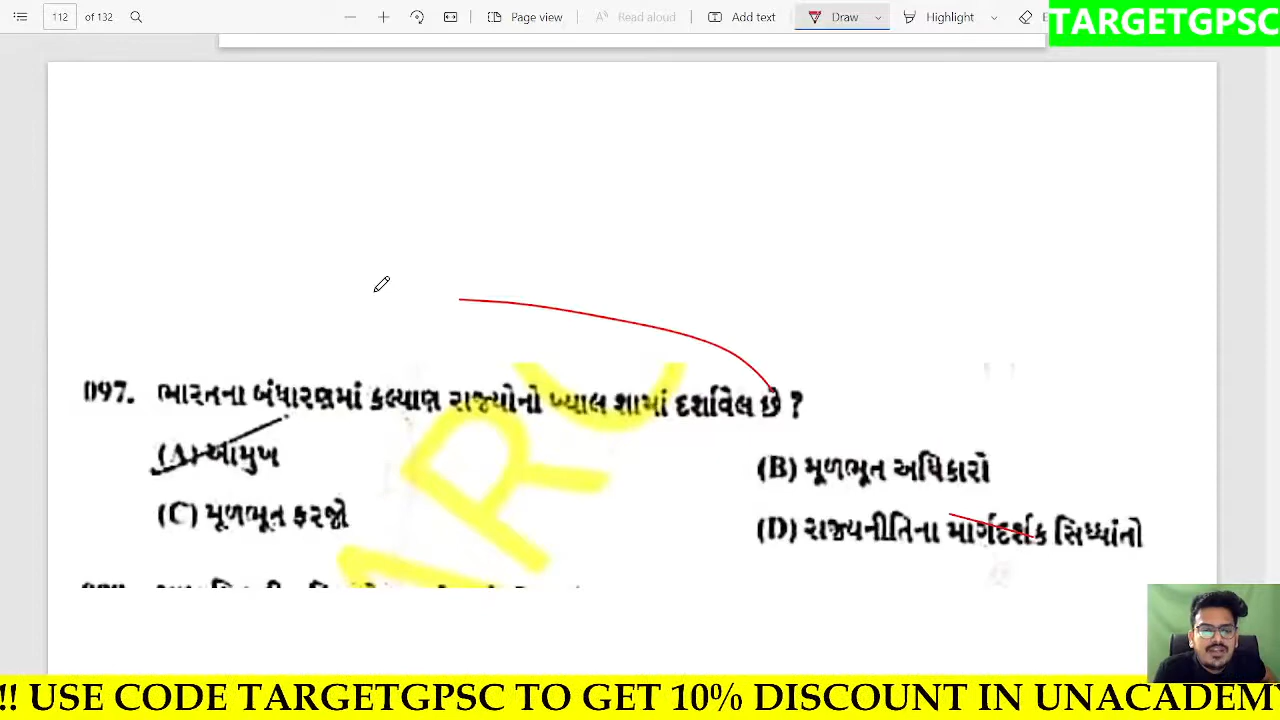 112 of 132 Page view Read aloud Add text Draw Highlight
TARGETGPSC
097. ભારતના બંધારણમાં કલ્યાણ રાજ્યોનો ખ્યાલ શામાં દર્શાવેલ છે ?
(A) આમુખ
(B) મૂળભૂત અધિકારો
(C) મૂળભૂત ફરજો
(D) રાજ્યનીતિના માર્ગદર્શક સિધ્ધાંતો
!! USE CODE TARGETGPSC TO GET 10% DISCOUNT IN UNACADEMY